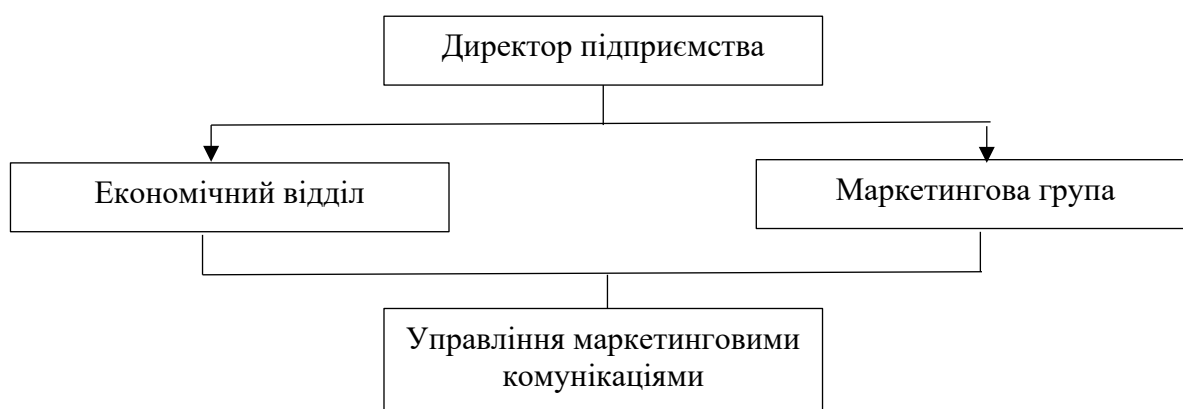 Директор підприємства
Економічний відділ
Маркетингова група
Управління маркетинговими
комунікаціями